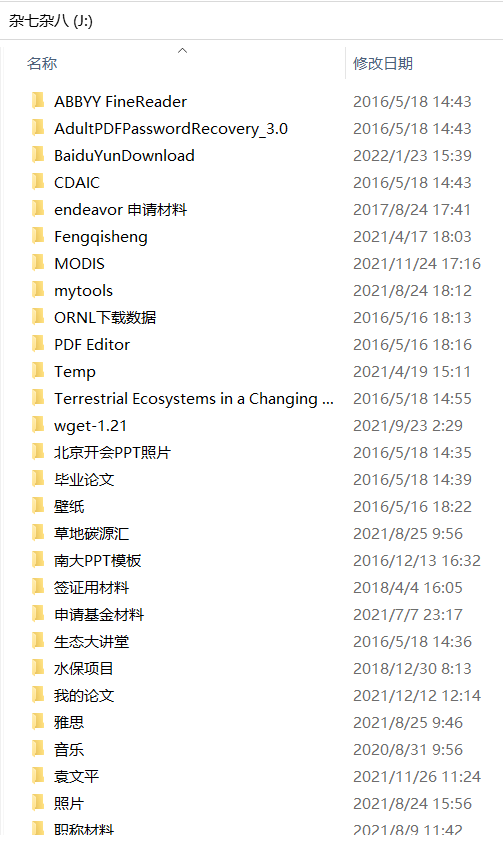 杂七杂八 (J:)
名称 修改日期
ABBYY FineReader 2016/5/18 14:43
AdultPDFPasswordRecovery_3.0 2016/5/18 14:43
BaiduYunDownload 2022/1/23 15:39
CDAIC 2016/5/18 14:43
endeavor 申请材料 2017/8/24 17:41
Fengqisheng 2021/4/17 18:03
MODIS 2021/11/24 17:16
mytools 2021/8/24 18:12
ORNL下载数据 2016/5/16 18:13
PDF Editor 2016/5/16 18:16
Temp 2021/4/19 15:11
Terrestrial Ecosystems in a Changing ... 2016/5/18 14:55
wget-1.21 2021/9/23 2:29
北京开会PPT照片 2016/5/18 14:35
毕业论文 2016/5/18 14:39
壁纸 2016/5/16 18:22
草地碳源汇 2021/8/25 9:56
南大PPT模板 2016/12/13 16:32
签证用材料 2018/4/4 16:05
申请基金材料 2021/7/7 23:17
生态大讲堂 2016/5/18 14:36
水保项目 2018/12/30 8:13
我的论文 2021/12/12 12:14
雅思 2021/8/25 9:46
音乐 2020/8/31 9:56
袁文平 2021/11/26 11:24
照片 2021/8/24 15:56
职称材料 2021/8/9 11:42